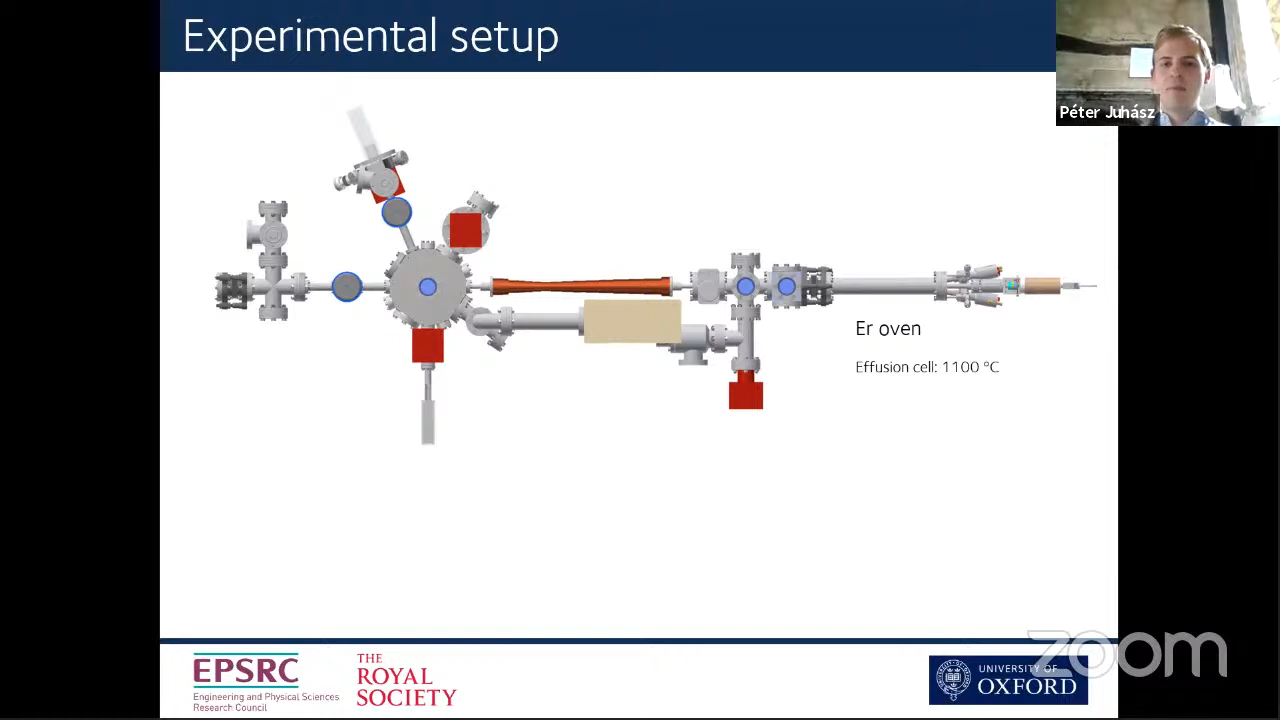 Experimental setup
Péter Juhász
Er oven
Effusion cell: 1100 °C
EPSRC
Engineering and Physical Sciences
Research Council
THE
ROYAL
SOCIETY
UNIVERSITY OF
OXFORD
zoom